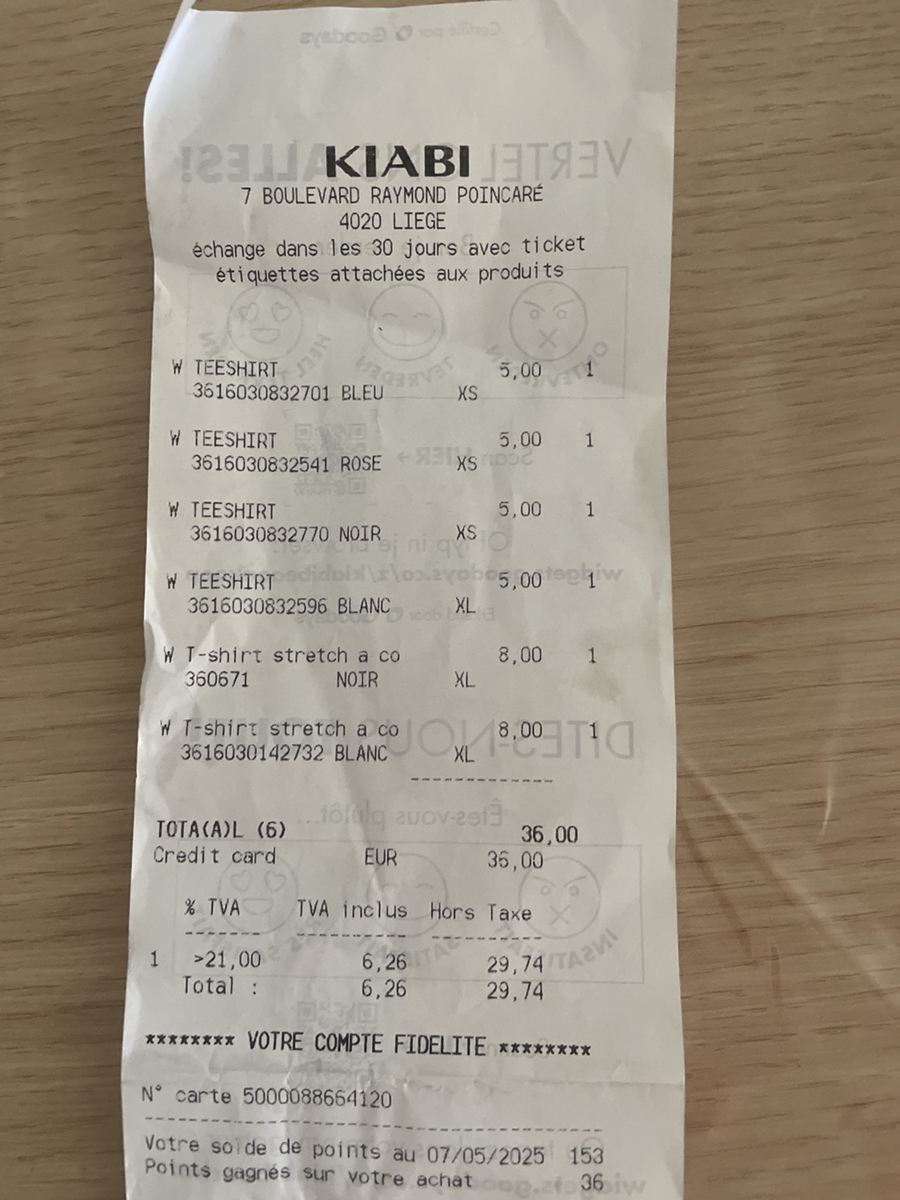 KIABI
7 BOULEVARD RAYMOND POINCARÉ
4020 LIEGE
échange dans les 30 jours avec ticket
étiquettes attachées aux produits
W TEESHIRT 5,00 1
3616030832701 BLEU XS
W TEESHIRT 5,00 1
3616030832541 ROSE XS
W TEESHIRT 5,00 1
3616030832770 NOIR XS
W TEESHIRT 5,00 1
3616030832596 BLANC XL
W T-shirt stretch a co 8,00 1
360671 NOIR XL
W T-shirt stretch a co 8,00 1
3616030142732 BLANC XL
--------------
TOTA(A)L (6) 36,00
Credit card EUR 36,00
% TVA TVA inclus Hors Taxe
------- ---------- ----------
1 >21,00 6,26 29,74
Total : 6,26 29,74
******** VOTRE COMPTE FIDELITE ********
N° carte 5000088664120
Votre solde de points au 07/05/2025 153
Points gagnés sur votre achat 36